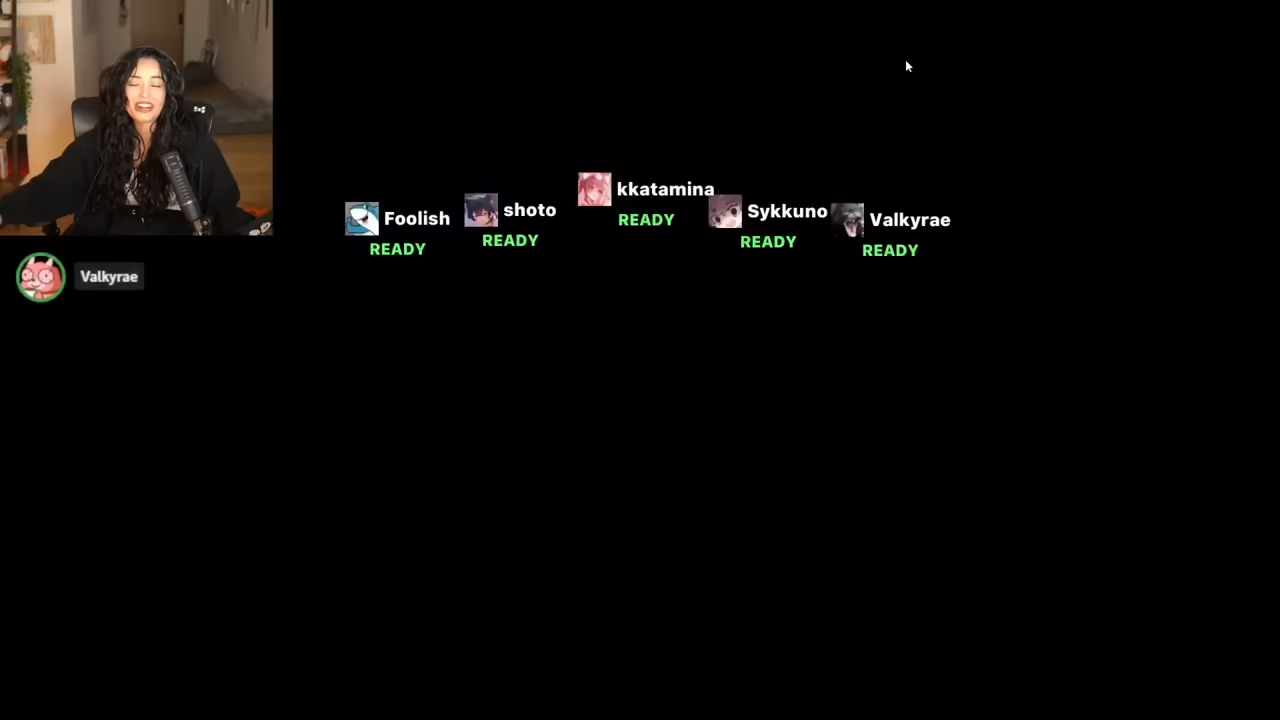 kkatamina
READY
shoto
READY
Sykkuno
READY
Foolish
READY
Valkyrae
READY
Valkyrae